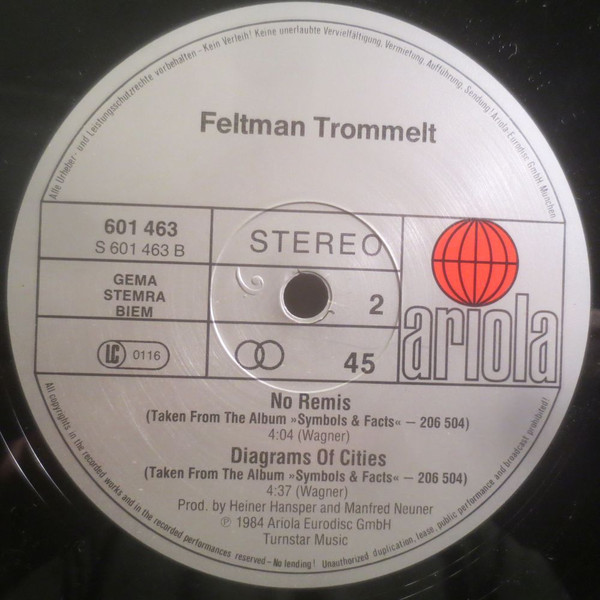 Alle Urheber- und Leistungsschutzrechte vorbehalten – Kein Verleih! Keine unerlaubte Vervielfältigung, Vermietung, Aufführung, Sendung! Ariola-Eurodisc GmbH, München.
Feltman Trommelt
601 463
S 601 463 B
STEREO
GEMA
STEMRA
BIEM
2
LC 0116
45
ariola
No Remis
(Taken From The Album »Symbols & Facts« – 206 504)
4:04 (Wagner)
Diagrams Of Cities
(Taken From The Album »Symbols & Facts« – 206 504)
4:37 (Wagner)
Prod. by Heiner Hansper and Manfred Neuner
℗ 1984 Ariola Eurodisc GmbH
Turnstar Music
All copyrights in the recorded works and in the recorded performances reserved – No lending! Unauthorized duplication, lease, public performance and broadcast prohibited!